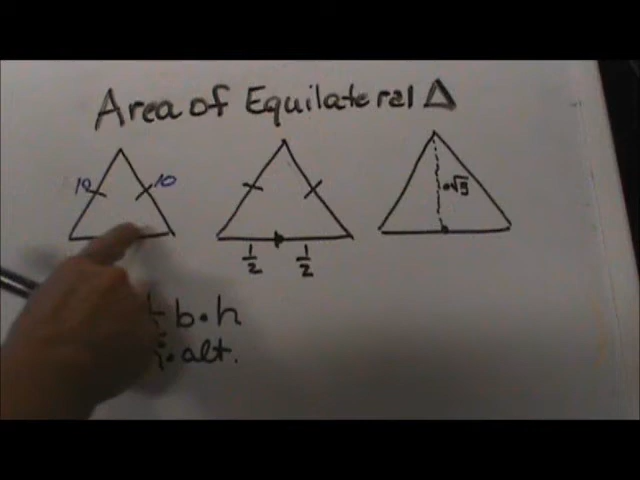 Area of Equilateral Δ
10 10
•√3
1/2 1/2
b•h
•alt.